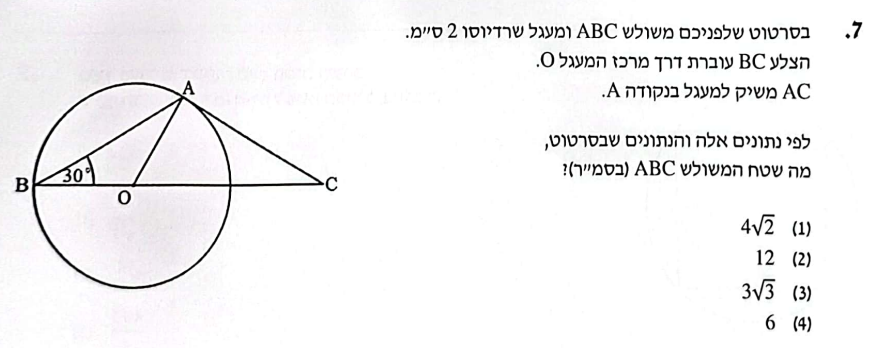 7. בסרטוט שלפניכם משולש ABC ומעגל שרדיוסו 2 ס״מ.
הצלע BC עוברת דרך מרכז המעגל O.
AC משיק למעגל בנקודה A.
לפי נתונים אלה והנתונים שבסרטוט,
מה שטח המשולש ABC (בסמ״ר)?
(1) 4√2
(2) 12
(3) 3√3
(4) 6
A
B 30° O C